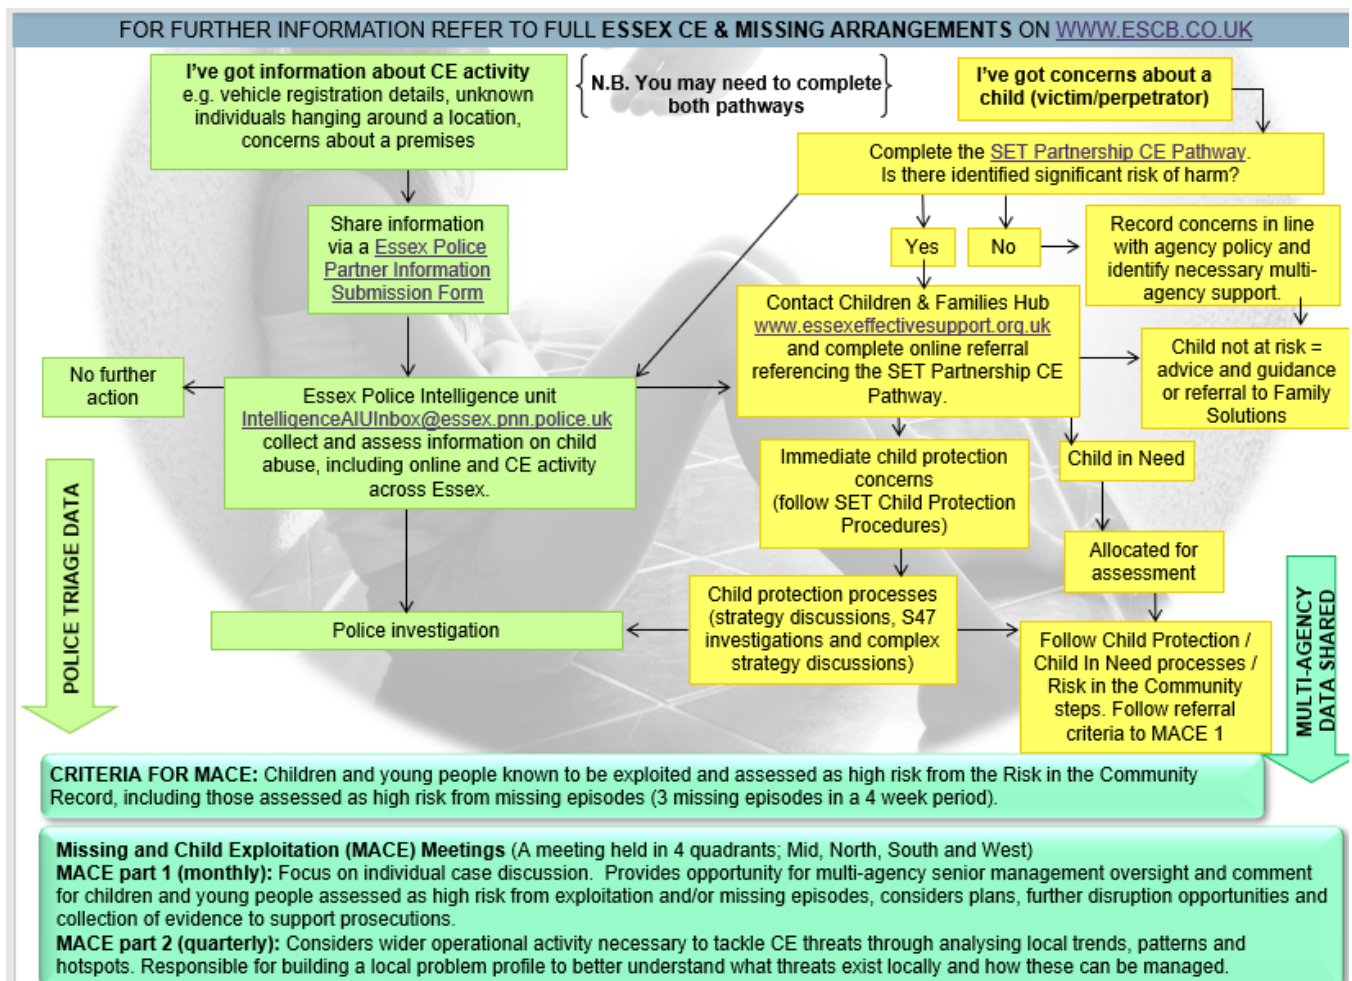 FOR FURTHER INFORMATION REFER TO FULL ESSEX CE & MISSING ARRANGEMENTS ON WWW.ESCB.CO.UK
I've got information about CE activity
e.g. vehicle registration details, unknown
individuals hanging around a location,
concerns about a premises
N.B. You may need to complete
both pathways
I've got concerns about a
child (victim/perpetrator)
Complete the SET Partnership CE Pathway.
Is there identified significant risk of harm?
Share information
via a Essex Police
Partner Information
Submission Form
Yes
No
Record concerns in line
with agency policy and
identify necessary multi-
agency support.
Contact Children & Families Hub
www.essexeffectivesupport.org.uk
and complete online referral
referencing the SET Partnership CE
Pathway.
Child not at risk =
advice and guidance
or referral to Family
Solutions
No further
action
Essex Police Intelligence unit
IntelligenceAIUInbox@essex.pnn.police.uk
collect and assess information on child
abuse, including online and CE activity
across Essex.
Immediate child protection
concerns
(follow SET Child Protection
Procedures)
Child in Need
Allocated for
assessment
Police investigation
Child protection processes
(strategy discussions, S47
investigations and complex
strategy discussions)
Follow Child Protection /
Child In Need processes /
Risk in the Community
steps. Follow referral
criteria to MACE 1
POLICE TRIAGE DATA
MULTI-AGENCY
DATA SHARED
CRITERIA FOR MACE: Children and young people known to be exploited and assessed as high risk from the Risk in the Community
Record, including those assessed as high risk from missing episodes (3 missing episodes in a 4 week period).
Missing and Child Exploitation (MACE) Meetings (A meeting held in 4 quadrants; Mid, North, South and West)
MACE part 1 (monthly): Focus on individual case discussion. Provides opportunity for multi-agency senior management oversight and comment
for children and young people assessed as high risk from exploitation and/or missing episodes, considers plans, further disruption opportunities and
collection of evidence to support prosecutions.
MACE part 2 (quarterly): Considers wider operational activity necessary to tackle CE threats through analysing local trends, patterns and
hotspots. Responsible for building a local problem profile to better understand what threats exist locally and how these can be managed.